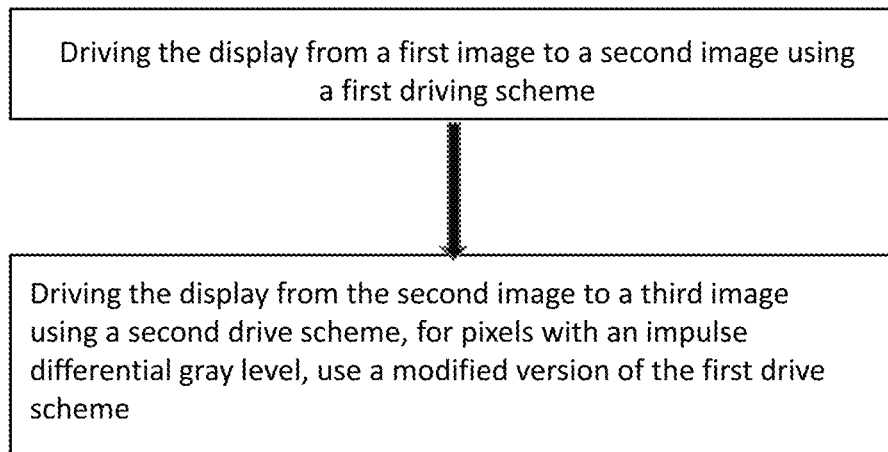 Driving the display from a first image to a second image using
a first driving scheme
Driving the display from the second image to a third image
using a second drive scheme, for pixels with an impulse
differential gray level, use a modified version of the first drive
scheme